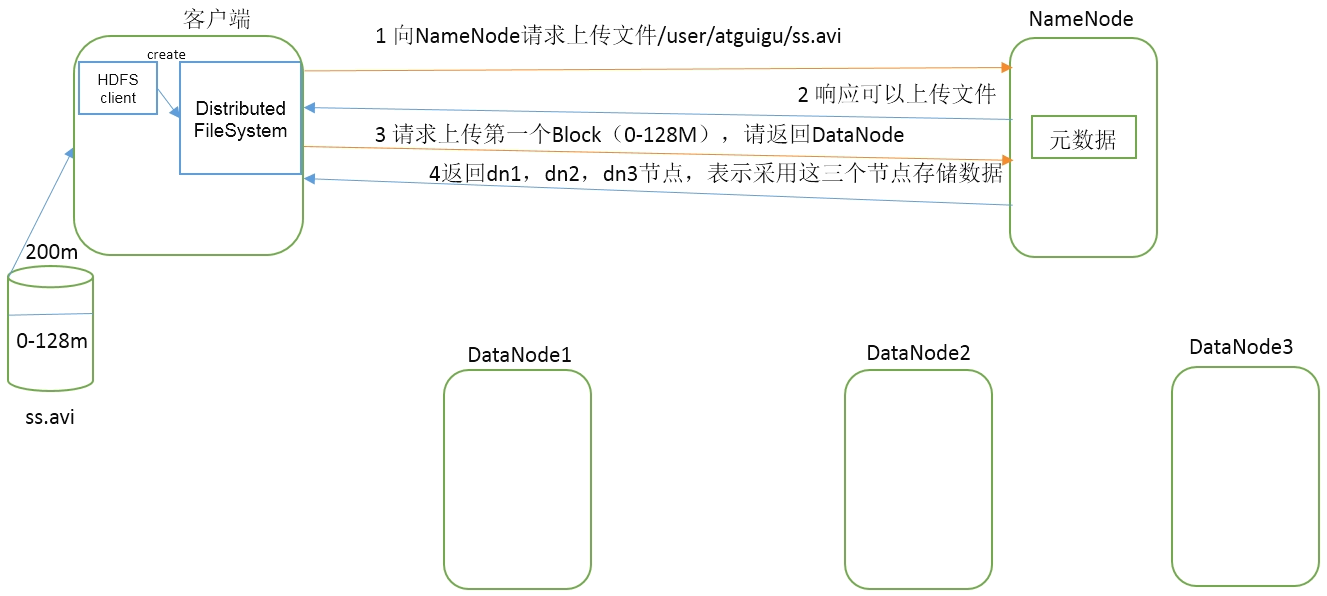 客户端
NameNode
1 向NameNode请求上传文件/user/atguigu/ss.avi
create
HDFS
client
Distributed
FileSystem
2 响应可以上传文件
3 请求上传第一个Block（0-128M），请返回DataNode
元数据
4返回dn1，dn2，dn3节点，表示采用这三个节点存储数据
200m
0-128m
ss.avi
DataNode1
DataNode2
DataNode3